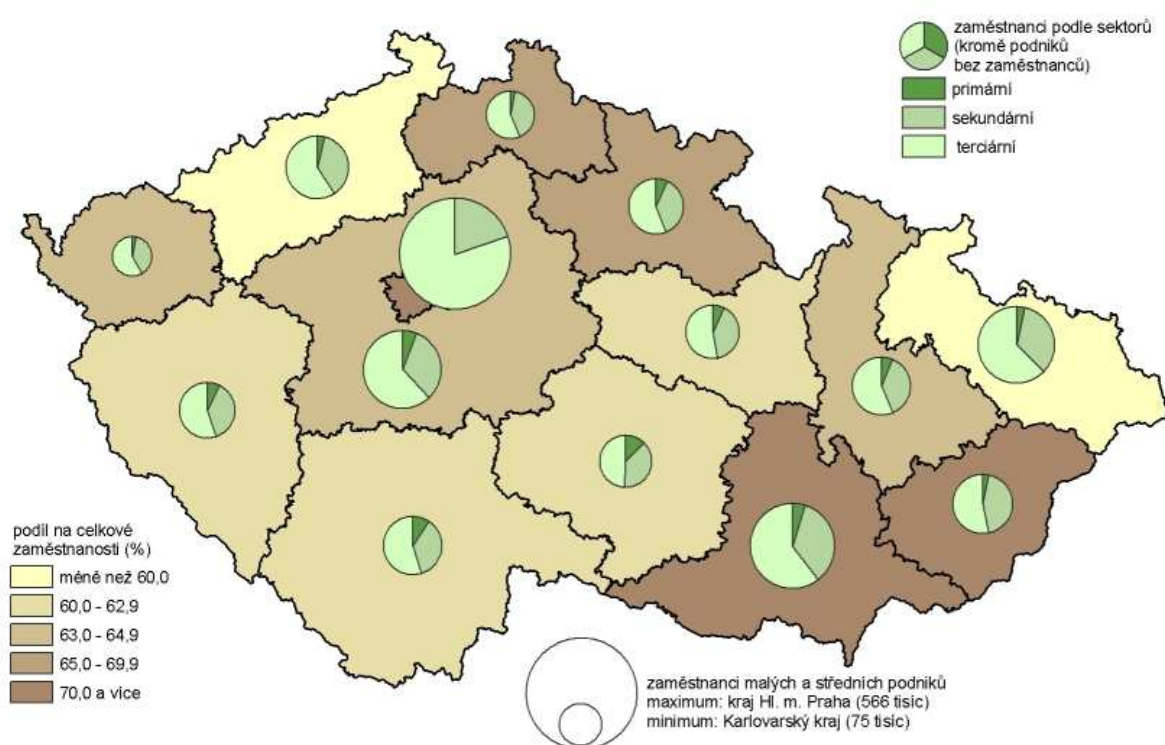 zaměstnanci podle sektorů
(kromě podniků
bez zaměstnanců)
primární
sekundární
terciární
podíl na celkové
zaměstnanosti (%)
méně než 60,0
60,0 - 62,9
63,0 - 64,9
65,0 - 69,9
70,0 a více
zaměstnanci malých a středních podniků
maximum: kraj Hl. m. Praha (566 tisíc)
minimum: Karlovarský kraj (75 tisíc)